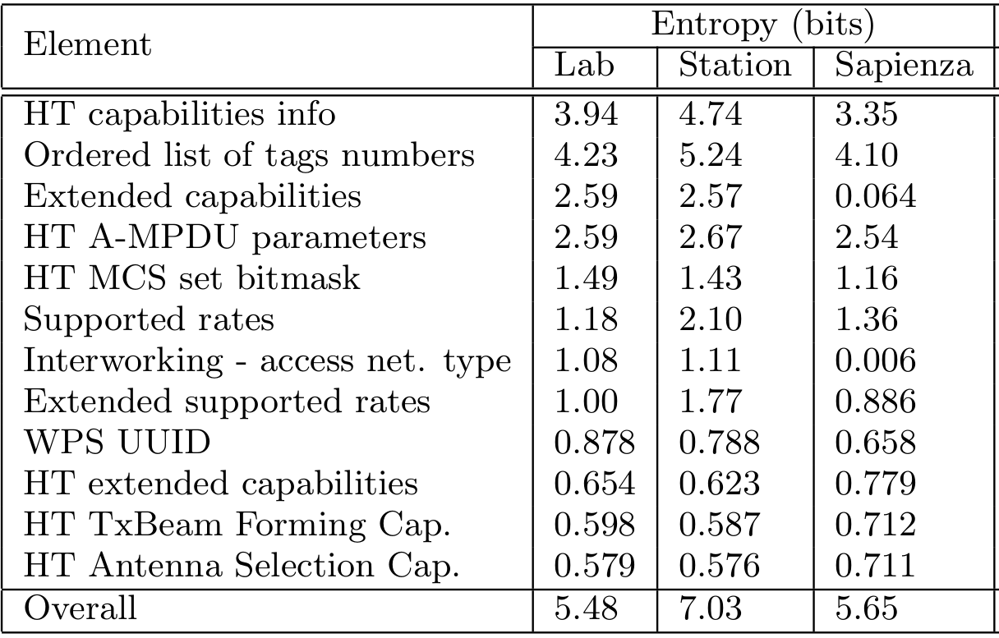 Element Entropy (bits)
Lab Station Sapienza
HT capabilities info 3.94 4.74 3.35
Ordered list of tags numbers 4.23 5.24 4.10
Extended capabilities 2.59 2.57 0.064
HT A-MPDU parameters 2.59 2.67 2.54
HT MCS set bitmask 1.49 1.43 1.16
Supported rates 1.18 2.10 1.36
Interworking - access net. type 1.08 1.11 0.006
Extended supported rates 1.00 1.77 0.886
WPS UUID 0.878 0.788 0.658
HT extended capabilities 0.654 0.623 0.779
HT TxBeam Forming Cap. 0.598 0.587 0.712
HT Antenna Selection Cap. 0.579 0.576 0.711
Overall 5.48 7.03 5.65